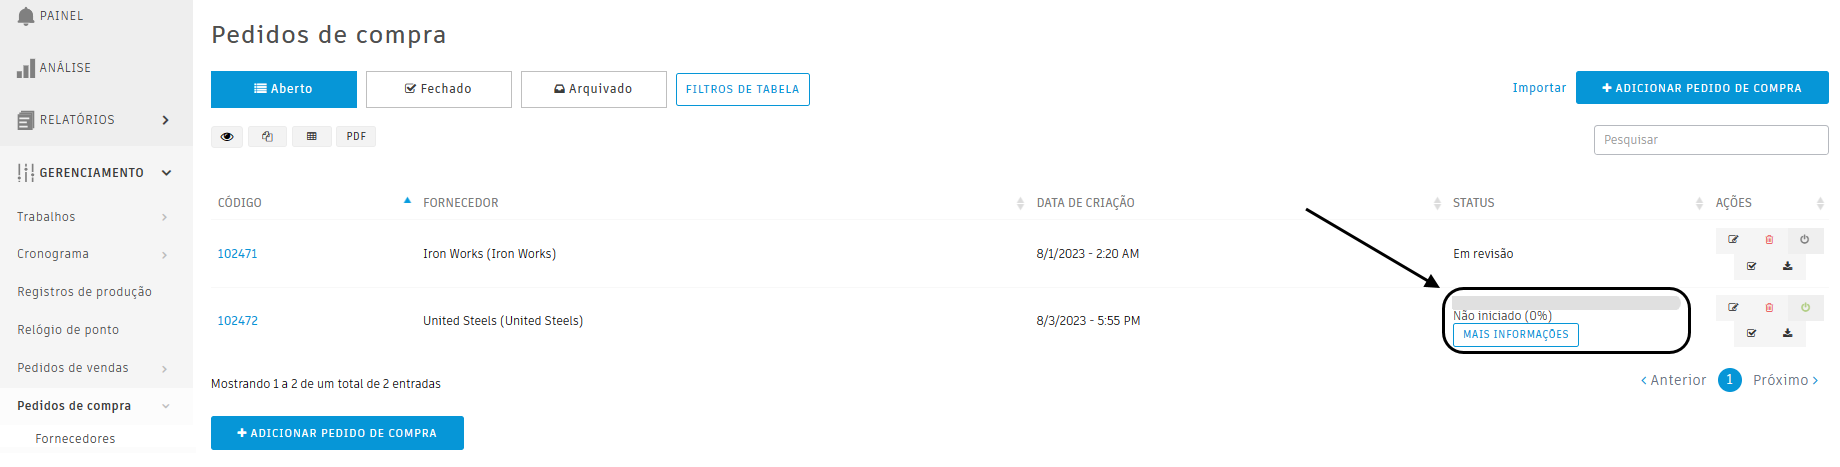 PAINEL
ANÁLISE
RELATÓRIOS
GERENCIAMENTO
Trabalhos
Cronograma
Registros de produção
Relógio de ponto
Pedidos de vendas
Pedidos de compra
Fornecedores
Pedidos de compra
Aberto Fechado Arquivado FILTROS DE TABELA Importar + ADICIONAR PEDIDO DE COMPRA
PDF Pesquisar
CÓDIGO FORNECEDOR DATA DE CRIAÇÃO STATUS AÇÕES
102471 Iron Works (Iron Works) 8/1/2023 - 2:20 AM Em revisão
102472 United Steels (United Steels) 8/3/2023 - 5:55 PM Não iniciado (0%)
MAIS INFORMAÇÕES
Mostrando 1 a 2 de um total de 2 entradas ‹ Anterior 1 Próximo ›
+ ADICIONAR PEDIDO DE COMPRA